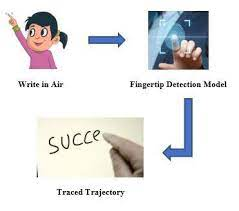 Write in Air
Fingertip Detection Model
succe
Traced Trajectory